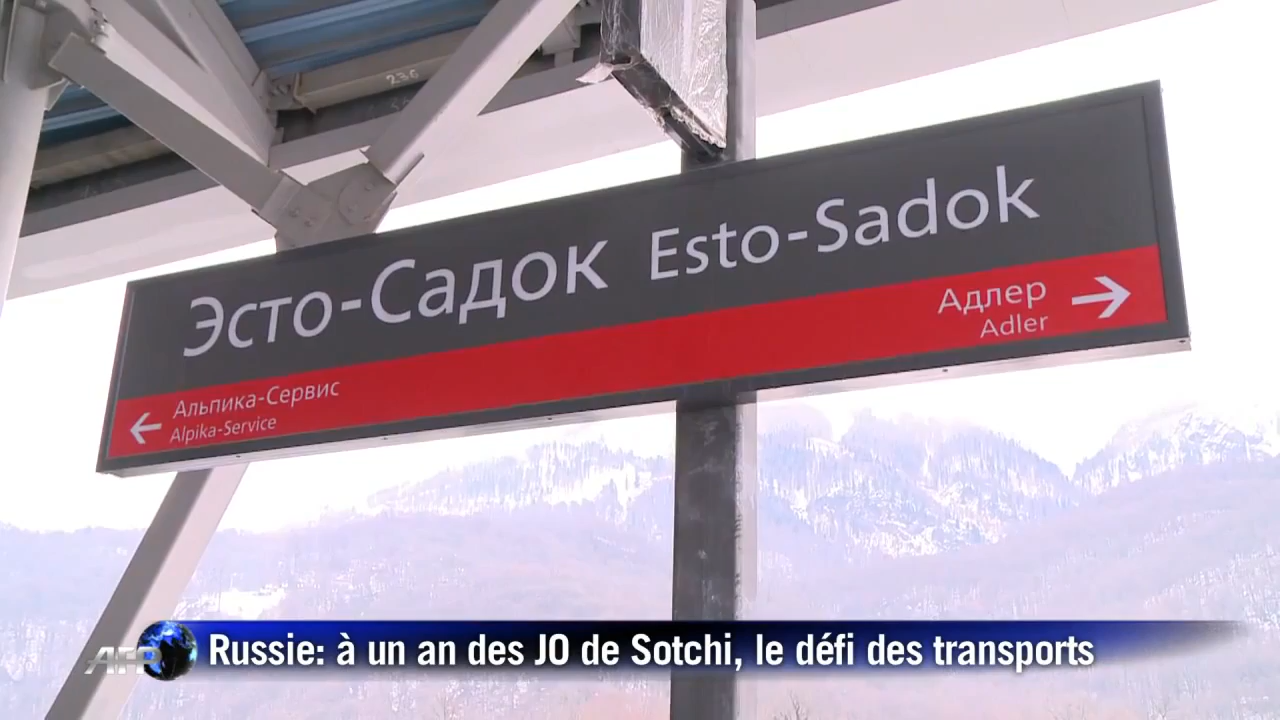 236
Эсто-Садок Esto-Sadok
Адлер →
Adler
← Альпика-Сервис
Alpika-Service
AFP
Russie: à un an des JO de Sotchi, le défi des transports